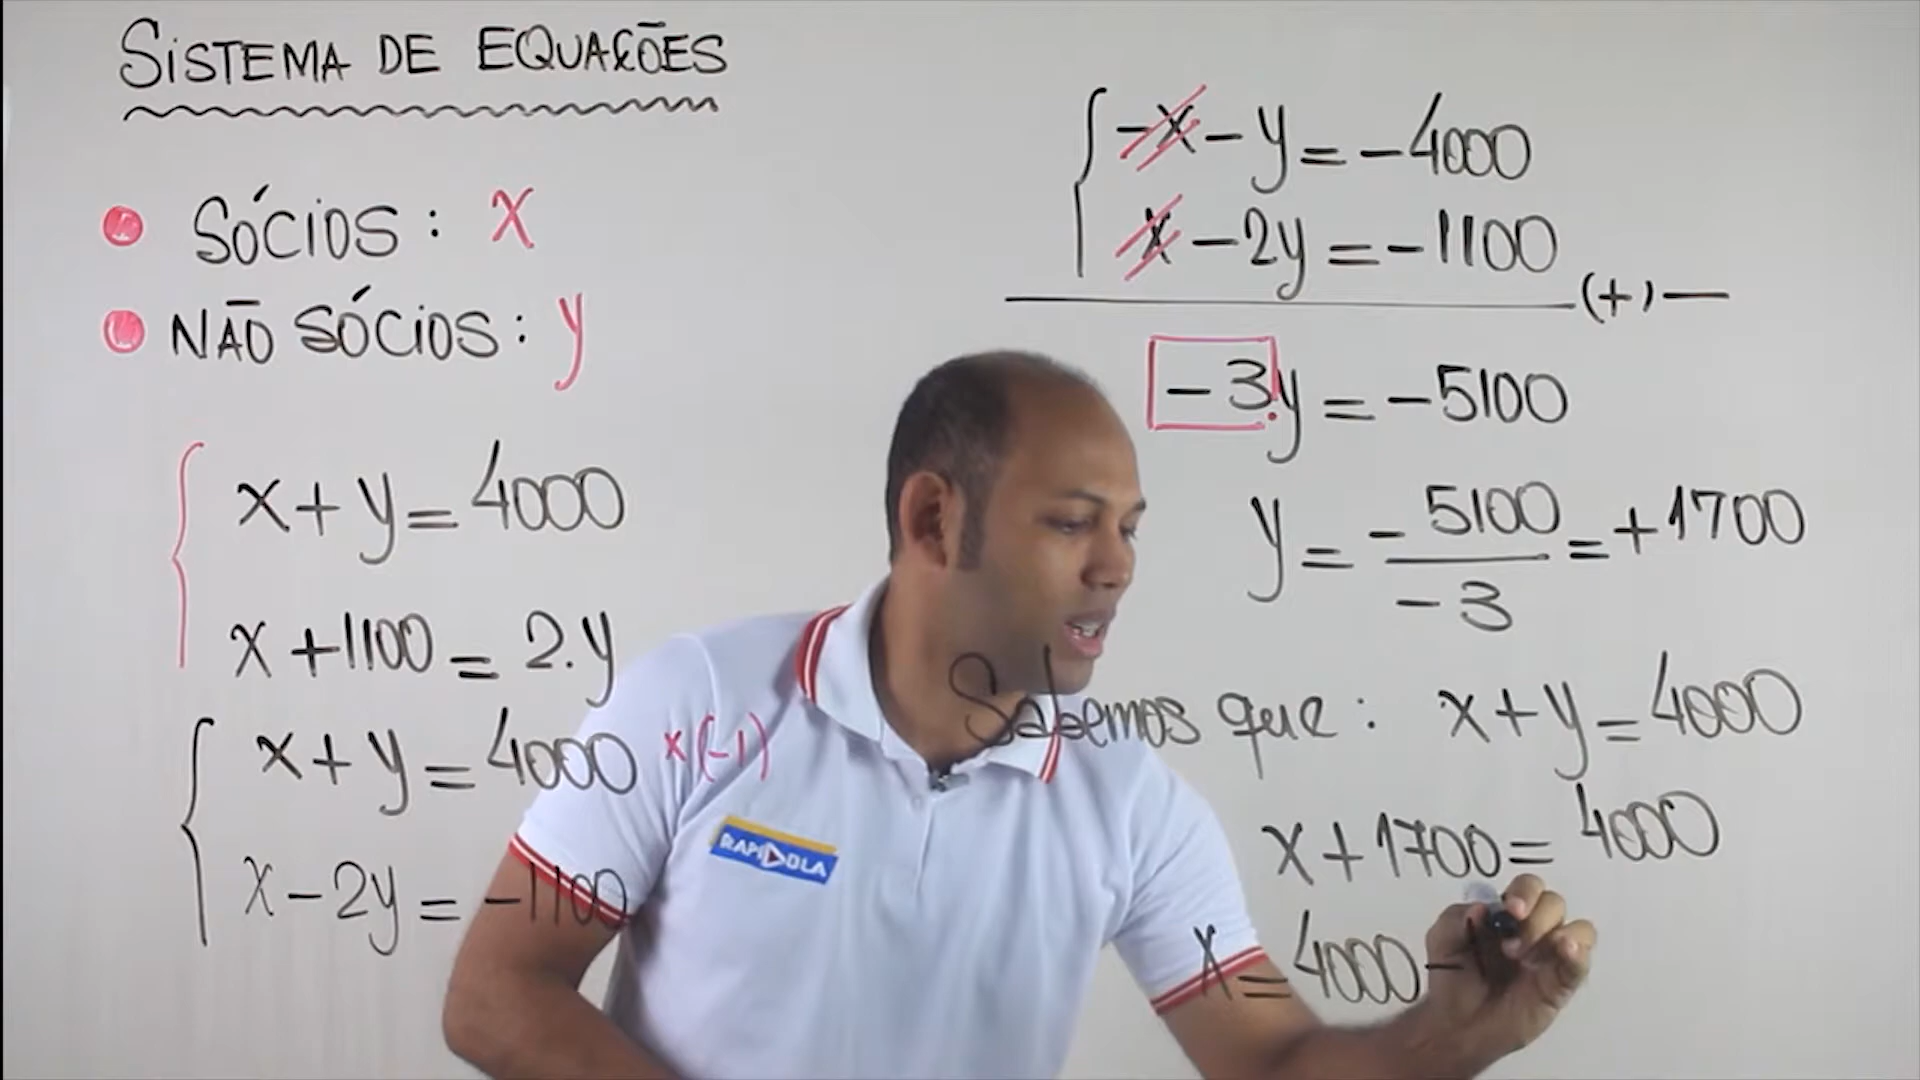 SISTEMA DE EQUAÇÕES
SÓCIOS: x
NÃO SÓCIOS: y
x + y = 4000
x + 1100 = 2.y
x + y = 4000 x(-1)
x - 2y = -1100
-x - y = -4000
x - 2y = -1100
(+) —
-3.y = -5100
y = -5100/-3 = +1700
Sabemos que: x + y = 4000
x + 1700 = 4000
x = 4000 - 1
RAPIDOLA